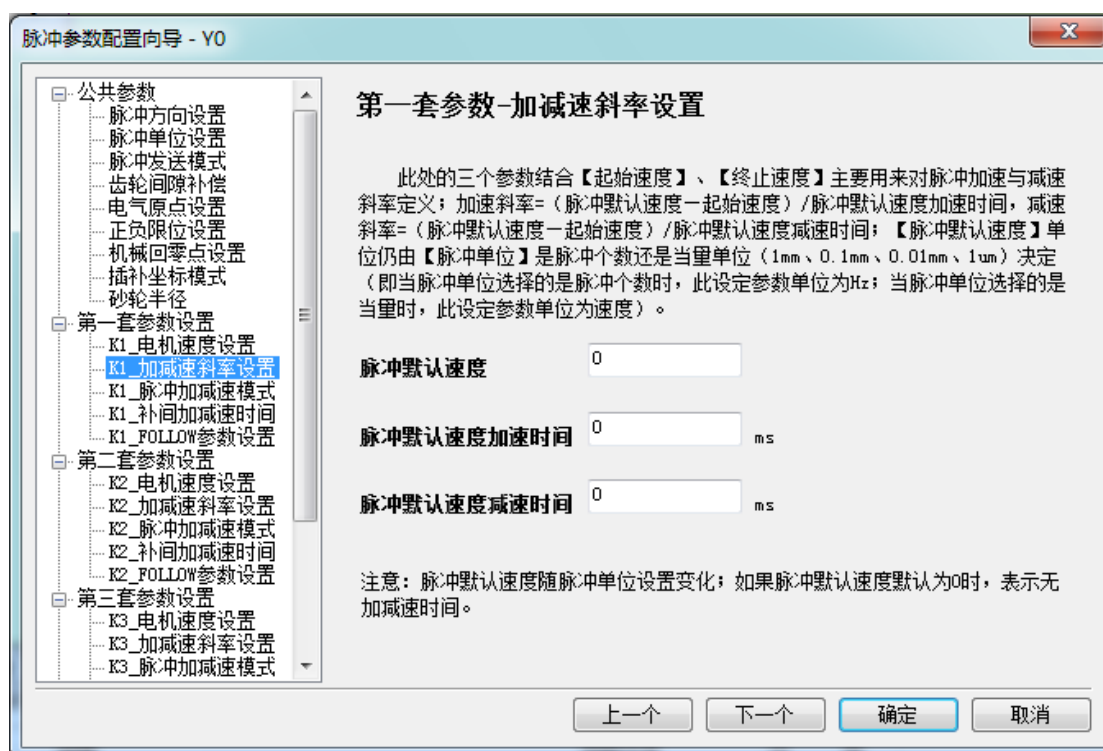 脉冲参数配置向导 - Y0
公共参数
脉冲方向设置
脉冲单位设置
脉冲发送模式
齿轮间隙补偿
电气原点设置
正负限位设置
机械回零点设置
插补坐标模式
砂轮半径
第一套参数设置
K1_电机速度设置
K1_加减速斜率设置
K1_脉冲加减速模式
K1_补间加减速时间
K1_FOLLOW参数设置
第二套参数设置
K2_电机速度设置
K2_加减速斜率设置
K2_脉冲加减速模式
K2_补间加减速时间
K2_FOLLOW参数设置
第三套参数设置
K3_电机速度设置
K3_加减速斜率设置
K3_脉冲加减速模式
第一套参数-加减速斜率设置
此处的三个参数结合【起始速度】、【终止速度】主要用来对脉冲加速与减速
斜率定义；加速斜率=（脉冲默认速度－起始速度）/脉冲默认速度加速时间，减速
斜率=（脉冲默认速度－起始速度）/脉冲默认速度减速时间；【脉冲默认速度】单
位仍由【脉冲单位】是脉冲个数还是当量单位（1mm、0.1mm、0.01mm、1um）决定
（即当脉冲单位选择的是脉冲个数时，此设定参数单位为Hz；当脉冲单位选择的是
当量时，此设定参数单位为速度）。
脉冲默认速度 0
脉冲默认速度加速时间 0 ms
脉冲默认速度减速时间 0 ms
注意：脉冲默认速度随脉冲单位设置变化；如果脉冲默认速度默认为0时，表示无
加减速时间。
上一个 下一个 确定 取消